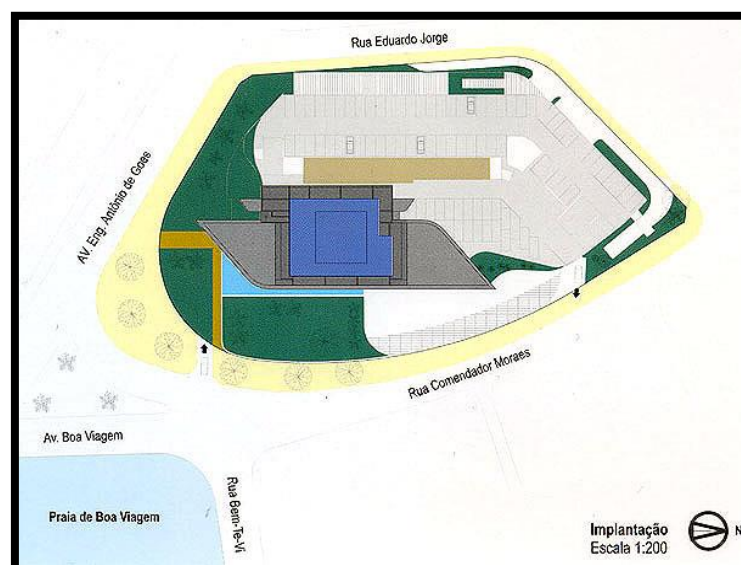 Rua Eduardo Jorge
AV. Eng. Antônio de Goes
Rua Comendador Moraes
Av. Boa Viagem
Rua Bem-Te-Vi
Praia de Boa Viagem
Implantação
Escala 1:200
N